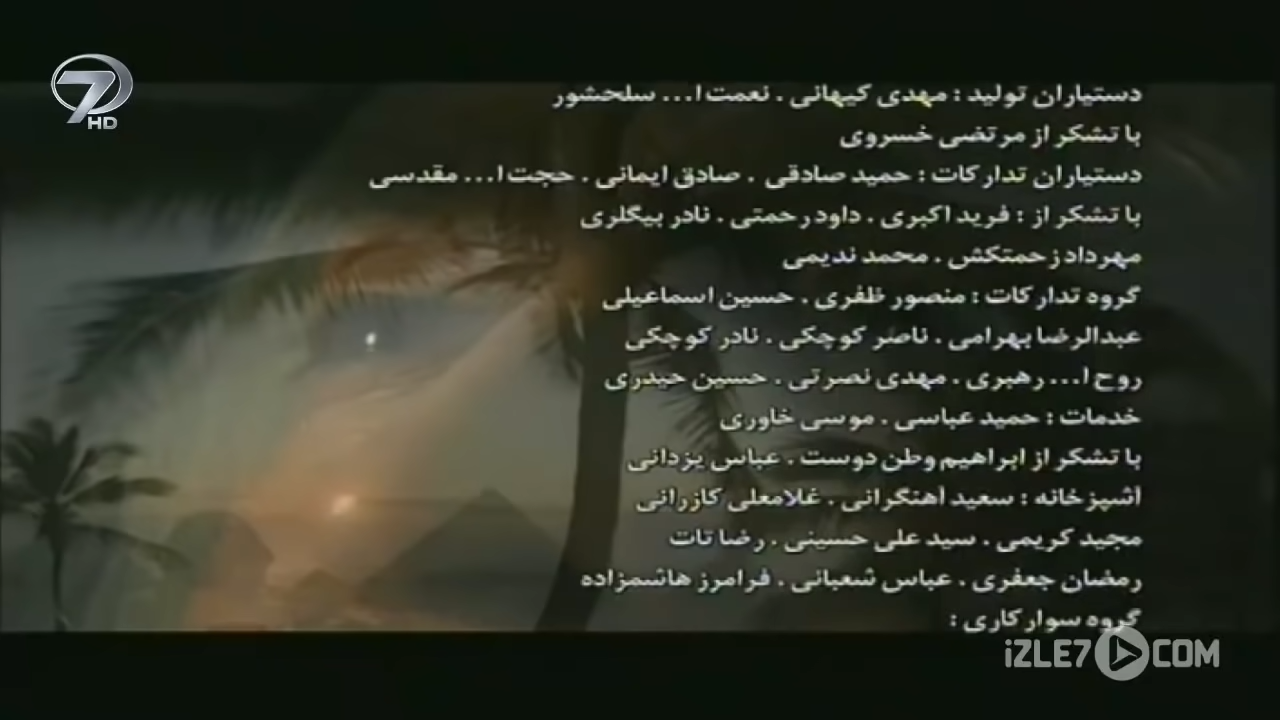 7
HD
دستیاران تولید : مهدی کیهانی . نعمت ا... سلحشور
با تشکر از مرتضی خسروی
دستیاران تدارکات : حمید صادقی . صادق ایمانی . حجت ا... مقدسی
با تشکر از : فرید اکبری . داود رحمتی . نادر بیگلری
مهرداد زحمتکش . محمد ندیمی
گروه تدارکات : منصور ظفری . حسین اسماعیلی
عبدالرضا بهرامی . ناصر کوچکی . نادر کوچکی
روح ا... رهبری . مهدی نصرتی . حسین حیدری
خدمات : حمید عباسی . موسی خاوری
با تشکر از ابراهیم وطن دوست . عباس یزدانی
آشپزخانه : سعید آهنگرانی . غلامعلی کازرانی
مجید کریمی . سید علی حسینی . رضا تات
رمضان جعفری . عباس شعبانی . فرامرز هاشمزاده
گروه سوارکاری :
iZLE7 COM